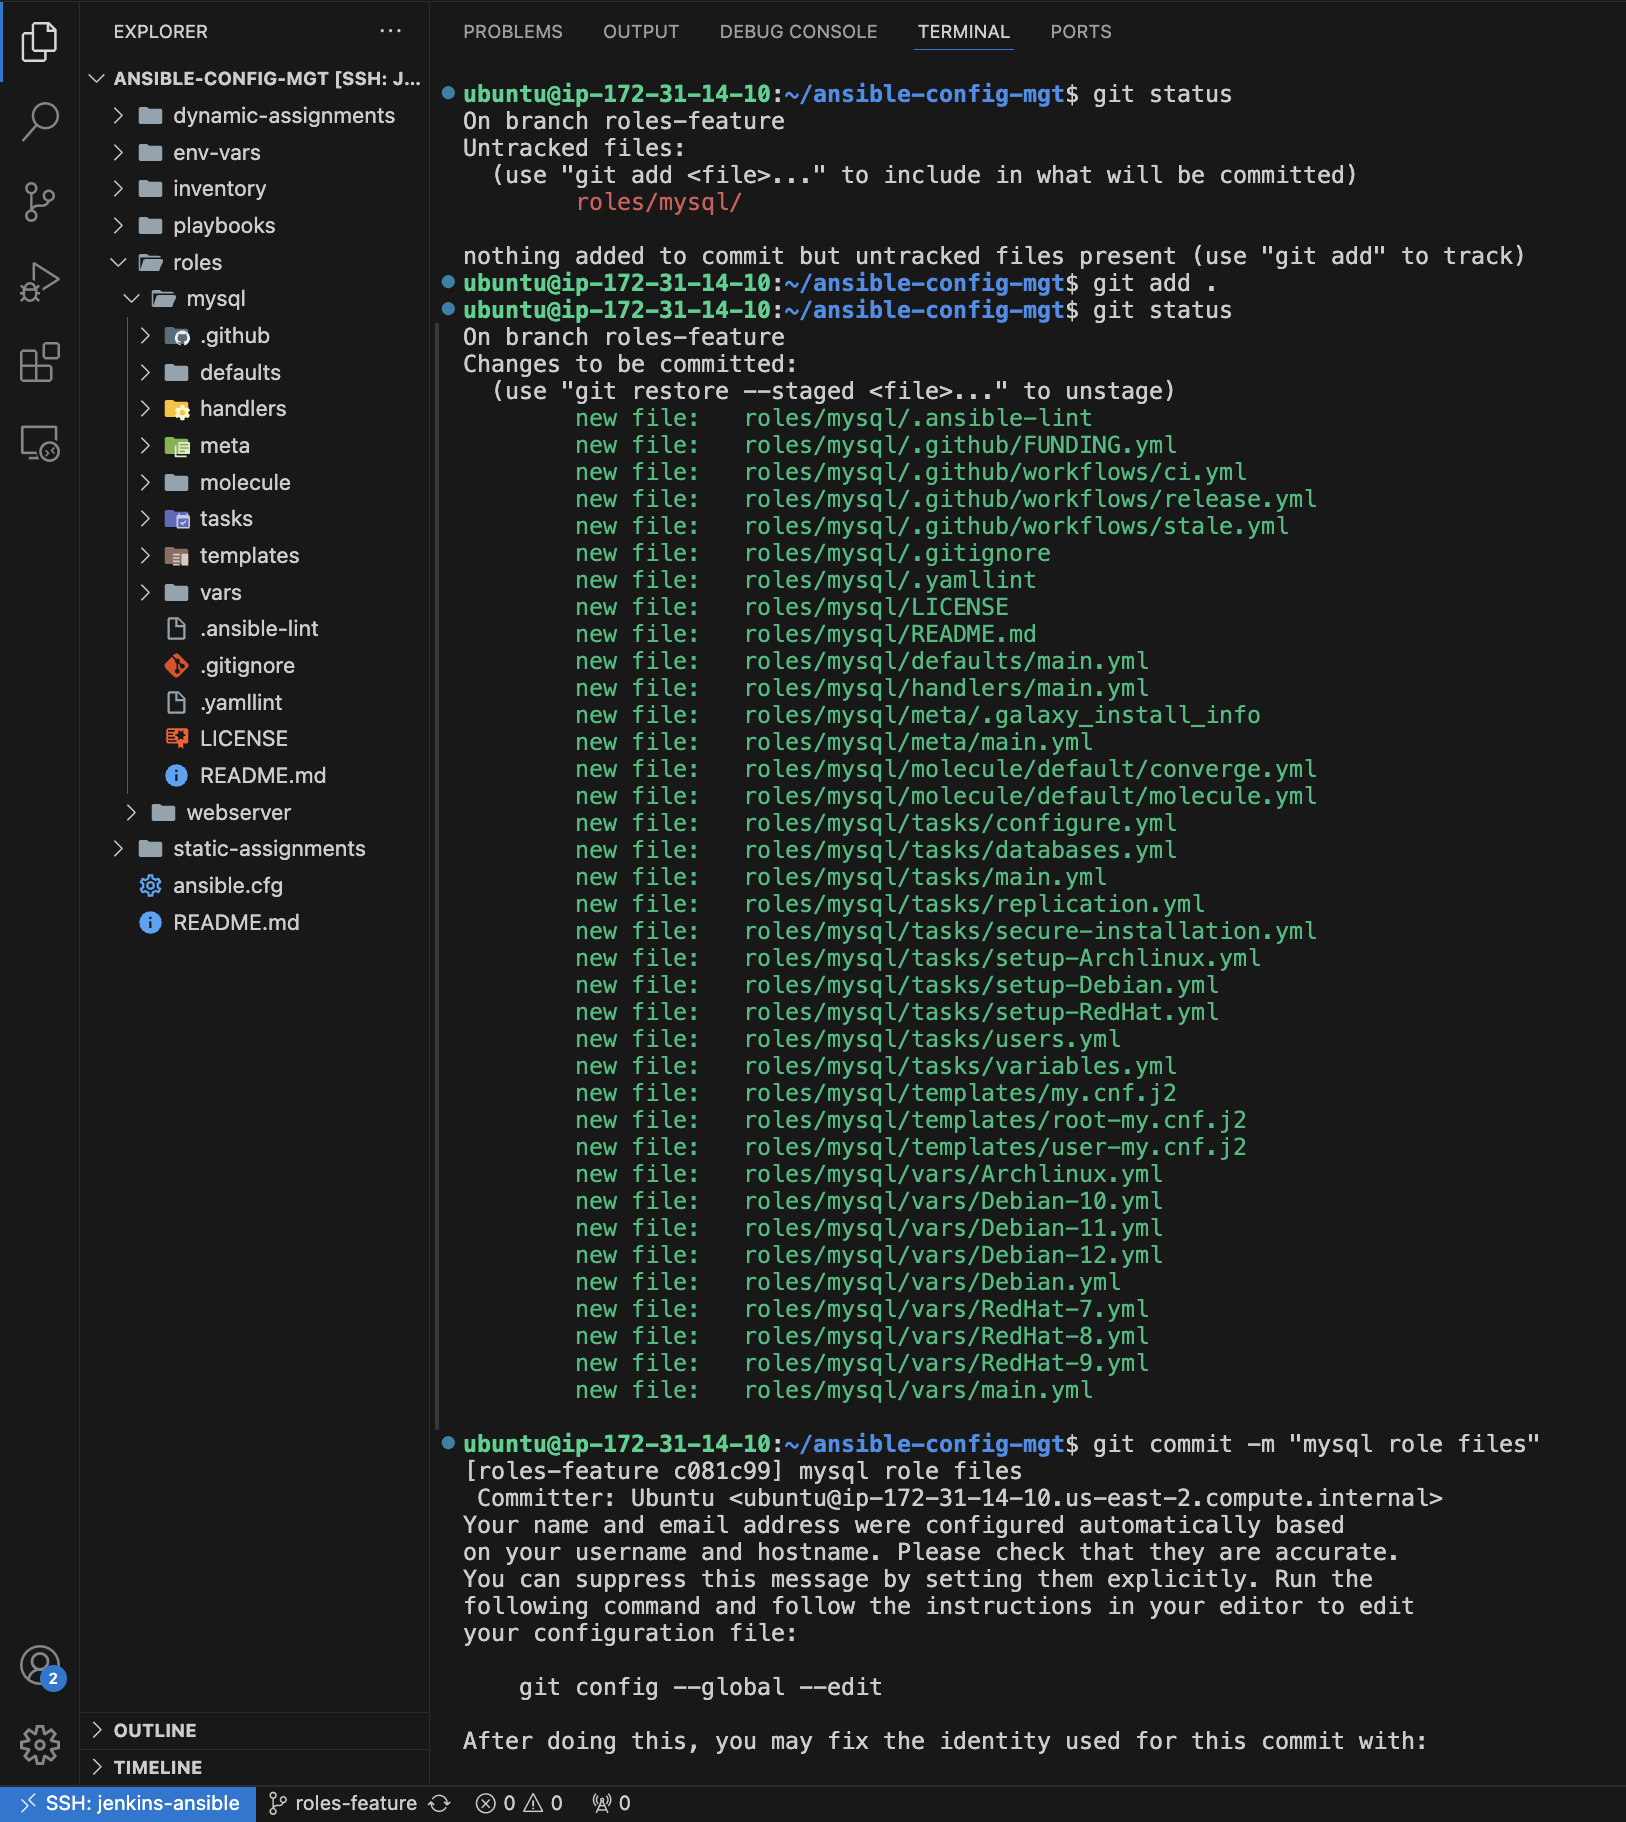 EXPLORER
ANSIBLE-CONFIG-MGT [SSH: J...
dynamic-assignments
env-vars
inventory
playbooks
roles
mysql
.github
defaults
handlers
meta
molecule
tasks
templates
vars
.ansible-lint
.gitignore
.yamllint
LICENSE
README.md
webserver
static-assignments
ansible.cfg
README.md
2
OUTLINE
TIMELINE
PROBLEMS OUTPUT DEBUG CONSOLE TERMINAL PORTS
ubuntu@ip-172-31-14-10:~/ansible-config-mgt$ git status
On branch roles-feature
Untracked files:
  (use "git add <file>..." to include in what will be committed)
        roles/mysql/

nothing added to commit but untracked files present (use "git add" to track)
ubuntu@ip-172-31-14-10:~/ansible-config-mgt$ git add .
ubuntu@ip-172-31-14-10:~/ansible-config-mgt$ git status
On branch roles-feature
Changes to be committed:
  (use "git restore --staged <file>..." to unstage)
        new file:   roles/mysql/.ansible-lint
        new file:   roles/mysql/.github/FUNDING.yml
        new file:   roles/mysql/.github/workflows/ci.yml
        new file:   roles/mysql/.github/workflows/release.yml
        new file:   roles/mysql/.github/workflows/stale.yml
        new file:   roles/mysql/.gitignore
        new file:   roles/mysql/.yamllint
        new file:   roles/mysql/LICENSE
        new file:   roles/mysql/README.md
        new file:   roles/mysql/defaults/main.yml
        new file:   roles/mysql/handlers/main.yml
        new file:   roles/mysql/meta/.galaxy_install_info
        new file:   roles/mysql/meta/main.yml
        new file:   roles/mysql/molecule/default/converge.yml
        new file:   roles/mysql/molecule/default/molecule.yml
        new file:   roles/mysql/tasks/configure.yml
        new file:   roles/mysql/tasks/databases.yml
        new file:   roles/mysql/tasks/main.yml
        new file:   roles/mysql/tasks/replication.yml
        new file:   roles/mysql/tasks/secure-installation.yml
        new file:   roles/mysql/tasks/setup-Archlinux.yml
        new file:   roles/mysql/tasks/setup-Debian.yml
        new file:   roles/mysql/tasks/setup-RedHat.yml
        new file:   roles/mysql/tasks/users.yml
        new file:   roles/mysql/tasks/variables.yml
        new file:   roles/mysql/templates/my.cnf.j2
        new file:   roles/mysql/templates/root-my.cnf.j2
        new file:   roles/mysql/templates/user-my.cnf.j2
        new file:   roles/mysql/vars/Archlinux.yml
        new file:   roles/mysql/vars/Debian-10.yml
        new file:   roles/mysql/vars/Debian-11.yml
        new file:   roles/mysql/vars/Debian-12.yml
        new file:   roles/mysql/vars/Debian.yml
        new file:   roles/mysql/vars/RedHat-7.yml
        new file:   roles/mysql/vars/RedHat-8.yml
        new file:   roles/mysql/vars/RedHat-9.yml
        new file:   roles/mysql/vars/main.yml

ubuntu@ip-172-31-14-10:~/ansible-config-mgt$ git commit -m "mysql role files"
[roles-feature c081c99] mysql role files
 Committer: Ubuntu <ubuntu@ip-172-31-14-10.us-east-2.compute.internal>
Your name and email address were configured automatically based
on your username and hostname. Please check that they are accurate.
You can suppress this message by setting them explicitly. Run the
following command and follow the instructions in your editor to edit
your configuration file:

    git config --global --edit

After doing this, you may fix the identity used for this commit with:
SSH: jenkins-ansible roles-feature 0 0 0